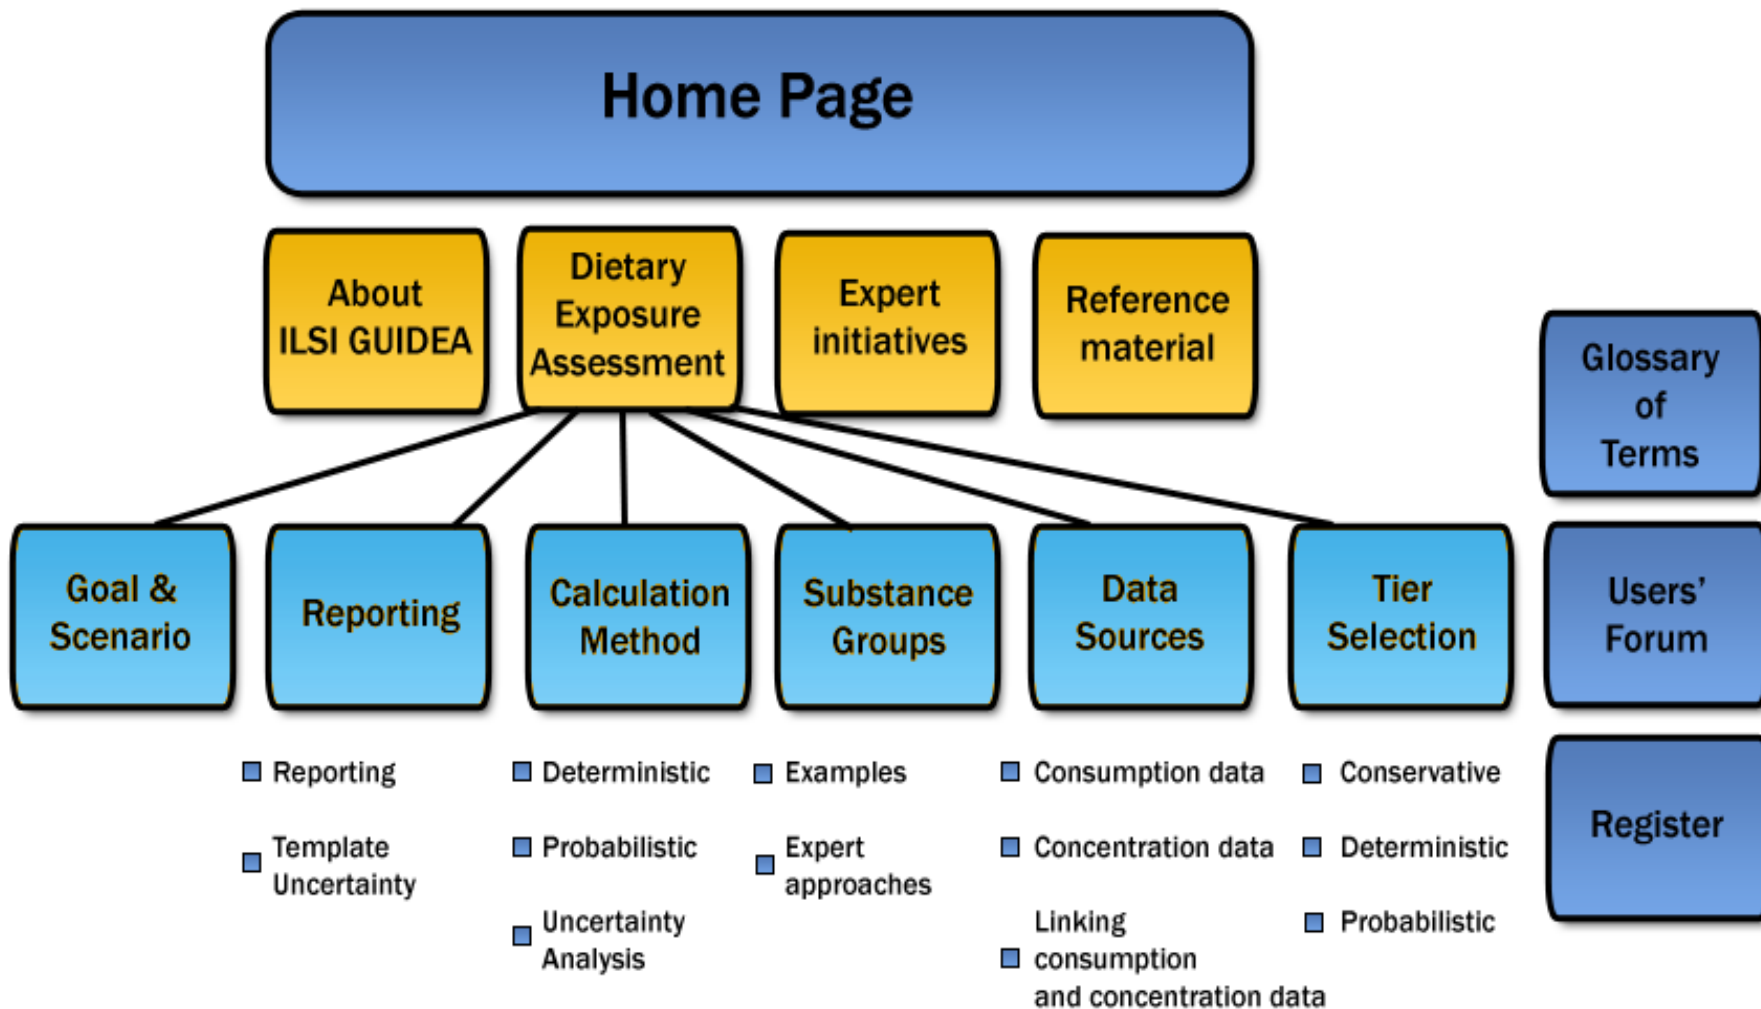 Home Page
About
ILSI GUIDEA
Dietary
Exposure
Assessment
Expert
initiatives
Reference
material
Glossary
of
Terms
Goal &
Scenario
Reporting
Calculation
Method
Substance
Groups
Data
Sources
Tier
Selection
Users’
Forum
Reporting
Template
Uncertainty
Deterministic
Probabilistic
Uncertainty
Analysis
Examples
Expert
approaches
Consumption data
Concentration data
Linking
consumption
and concentration data
Conservative
Deterministic
Probabilistic
Register